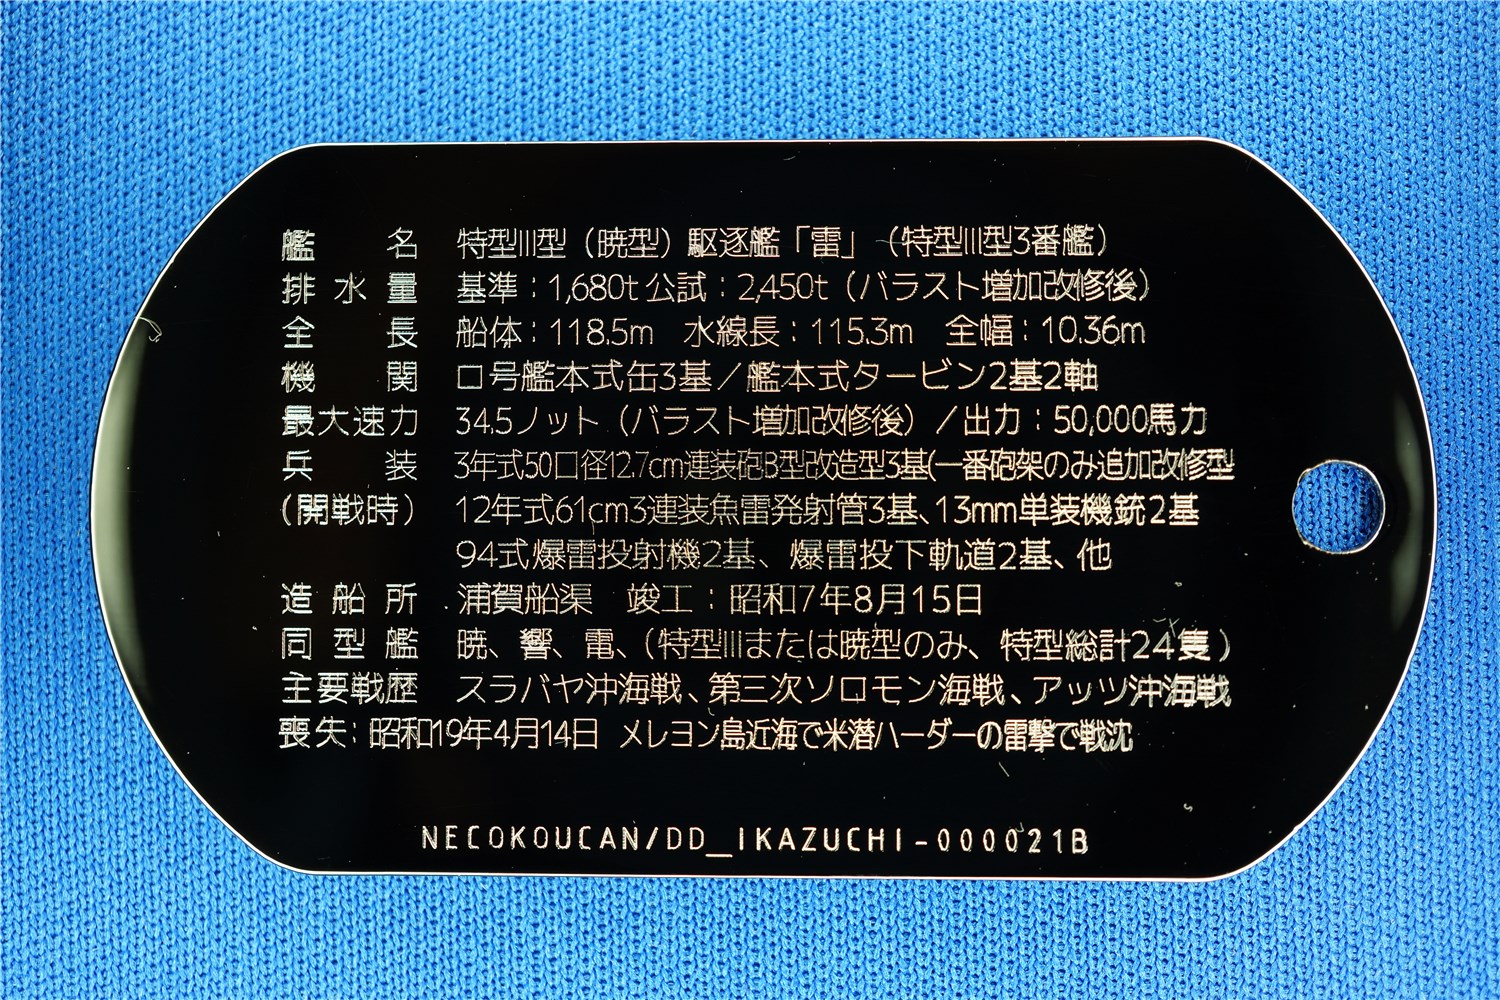 艦名 特型III型（暁型）駆逐艦「雷」（特型III型3番艦）
排水量 基準：1,680t 公試：2,450t（バラスト増加改修後）
全長 船体：118.5m 水線長：115.3m 全幅：10.36m
機関 ロ号艦本式缶3基／艦本式タービン2基2軸
最大速力 34.5ノット（バラスト増加改修後）／出力：50,000馬力
兵装 3年式50口径12.7cm連装砲B型改造型3基(一番砲架のみ追加改修型
（開戦時） 12年式61cm3連装魚雷発射管3基、13mm単装機銃2基
94式爆雷投射機2基、爆雷投下軌道2基、他
造船所 浦賀船渠 竣工：昭和7年8月15日
同型艦 暁、響、電、（特型IIIまたは暁型のみ、特型総計24隻）
主要戦歴 スラバヤ沖海戦、第三次ソロモン海戦、アッツ沖海戦
喪失：昭和19年4月14日 メレヨン島近海で米潜ハーダーの雷撃で戦沈
NECOKOUCAN/DD_IKAZUCHI-000021B